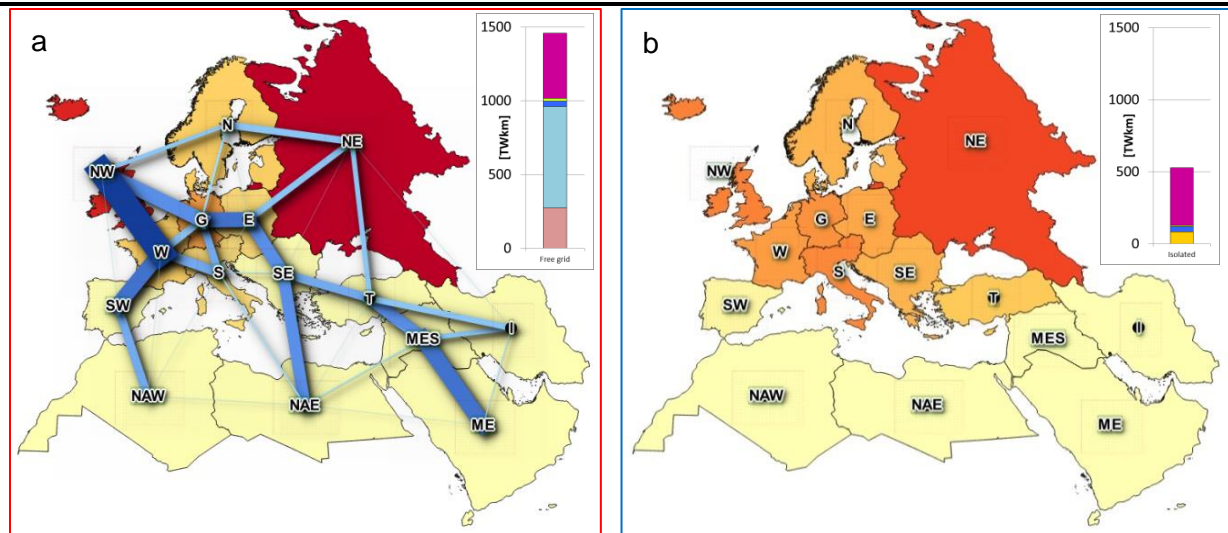 a
1500
1000
500
0
[TWkm]
Free grid
N
NE
NW
G
E
W
S
SE
SW
T
I
MES
NAW
NAE
ME
b
1500
1000
500
0
[TWkm]
Isolated
N
NE
NW
G
E
W
S
SE
SW
T
I
MES
NAW
NAE
ME